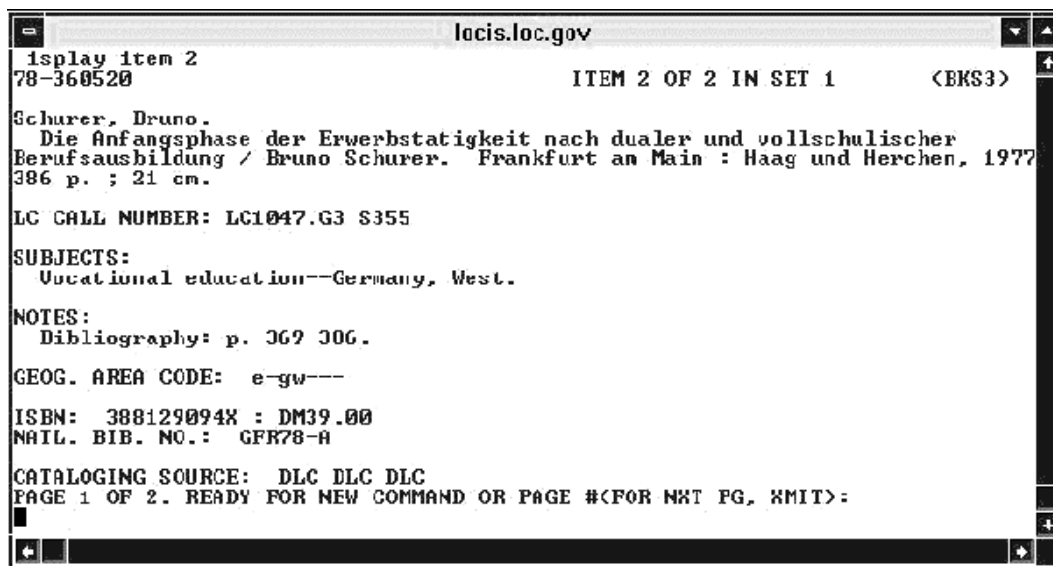 locis.loc.gov
isplay item 2
78-360520 ITEM 2 OF 2 IN SET 1 (BKS3)
Schurer, Bruno.
Die Anfangsphase der Erwerbstatigkeit nach dualer und vollschulischer
Berufsausbildung / Bruno Schurer. Frankfurt am Main : Haag und Herchen, 1977
386 p. ; 21 cm.
LC CALL NUMBER: LC1047.G3 S355
SUBJECTS:
Vocational education--Germany, West.
NOTES:
Bibliography: p.
GEOG. AREA CODE: e-gw---
ISBN: 388129094X : DM39.00
NATL. BIB. NO.: GFR78-A
CATALOGING SOURCE: DLC DLC DLC
PAGE 1 OF 2. READY FOR NEW COMMAND OR PAGE #(FOR NXT PG, XMIT):